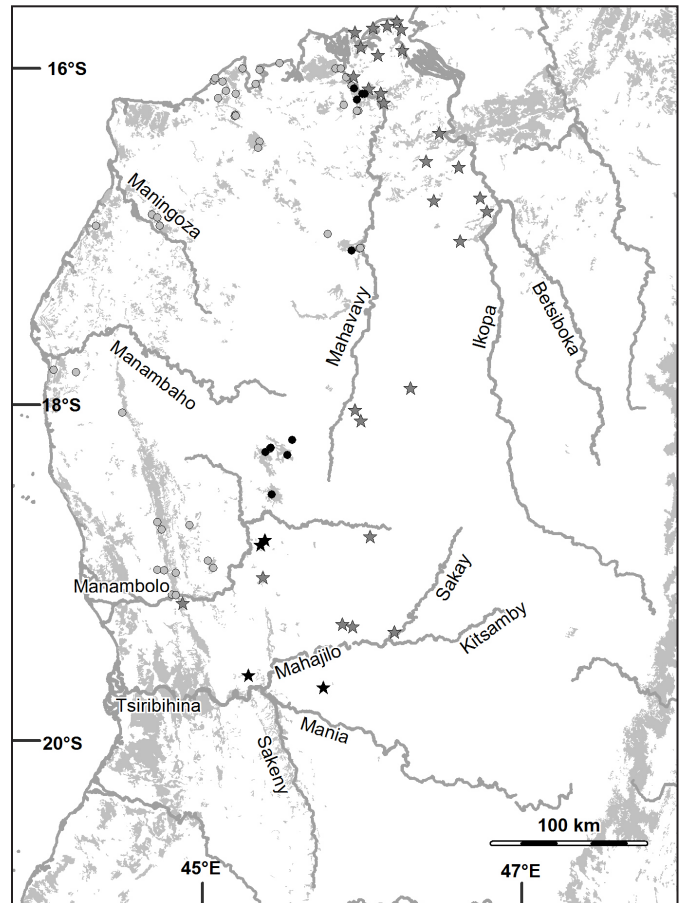 16°S
Maningoza
Mahavavy
Ikopa
Betsiboka
Manambaho
18°S
Sakay
Manambolo
Kitsamby
Mahajilo
Tsiribihina
Mania
Sakeny
20°S
100 km
45°E
47°E